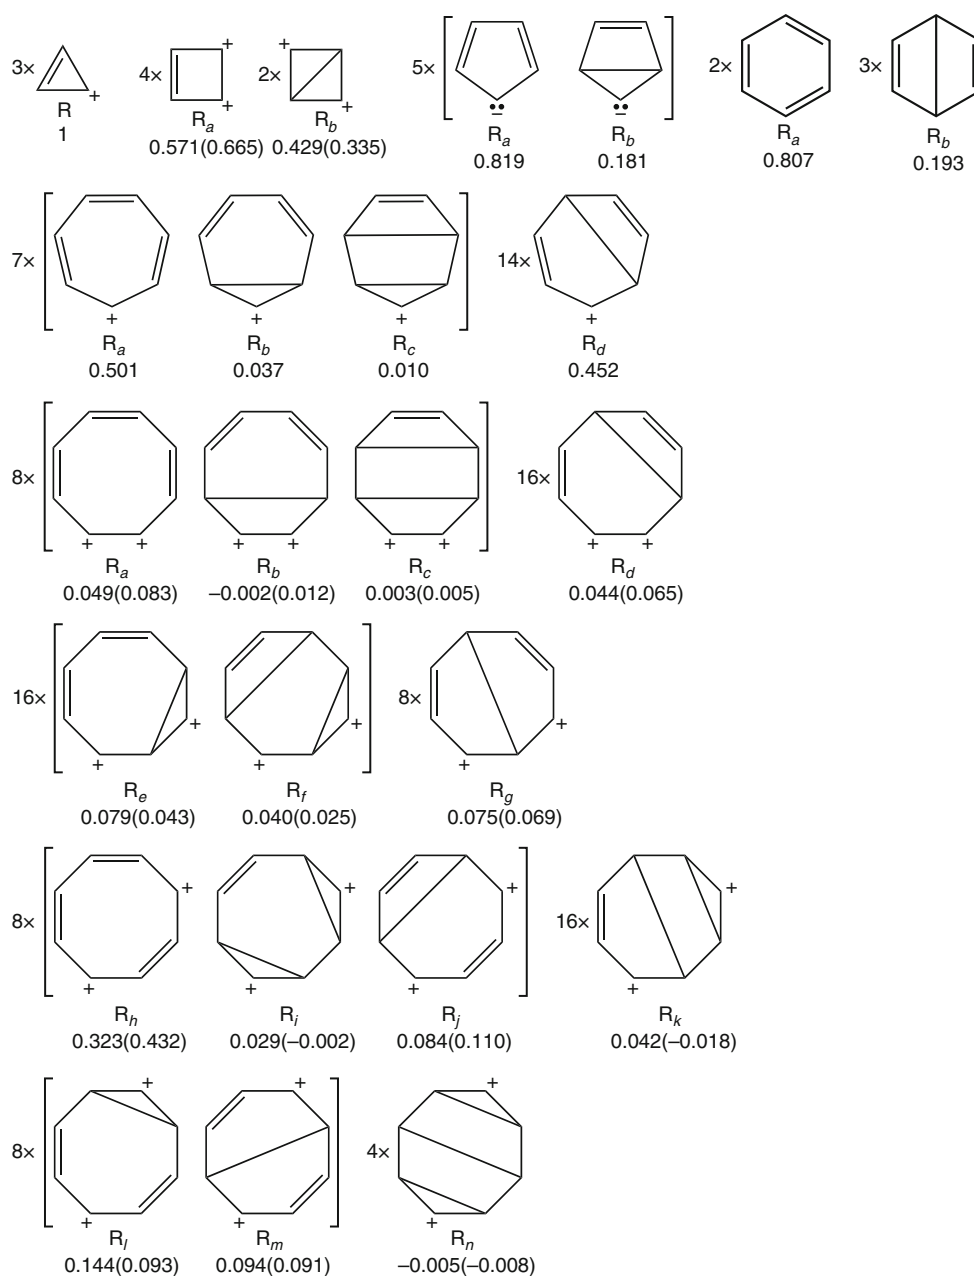 3× + 4× + + 2× + + 5× •• − •• − 2× 3×
R R_a R_b R_a R_b R_a R_b
1 0.571(0.665) 0.429(0.335) 0.819 0.181 0.807 0.193
7× + + + 14× +
R_a R_b R_c R_d
0.501 0.037 0.010 0.452
8× + + + + + + 16× + +
R_a R_b R_c R_d
0.049(0.083) –0.002(0.012) 0.003(0.005) 0.044(0.065)
16× + + + + 8× + +
R_e R_f R_g
0.079(0.043) 0.040(0.025) 0.075(0.069)
8× + + + + + + 16× + +
R_h R_i R_j R_k
0.323(0.432) 0.029(–0.002) 0.084(0.110) 0.042(–0.018)
8× + + + + 4× + +
R_l R_m R_n
0.144(0.093) 0.094(0.091) –0.005(–0.008)